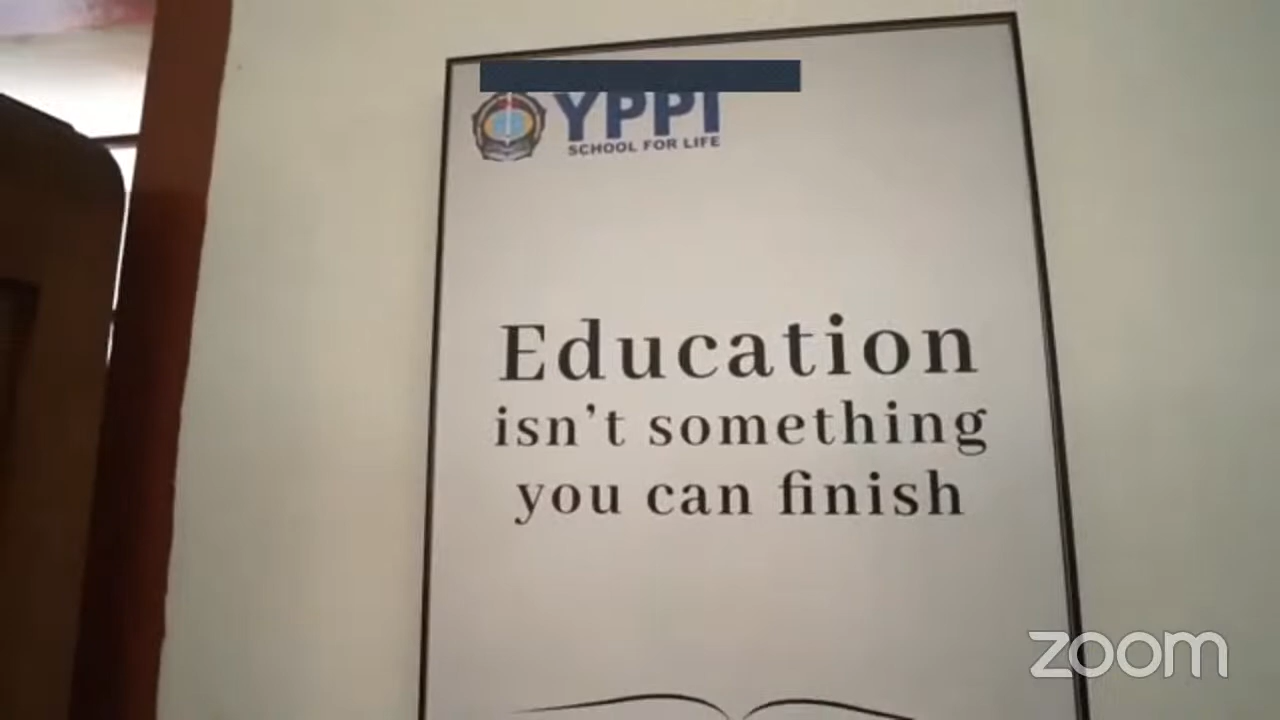 YPPI
SCHOOL FOR LIFE
Education
isn't something
you can finish
zoom